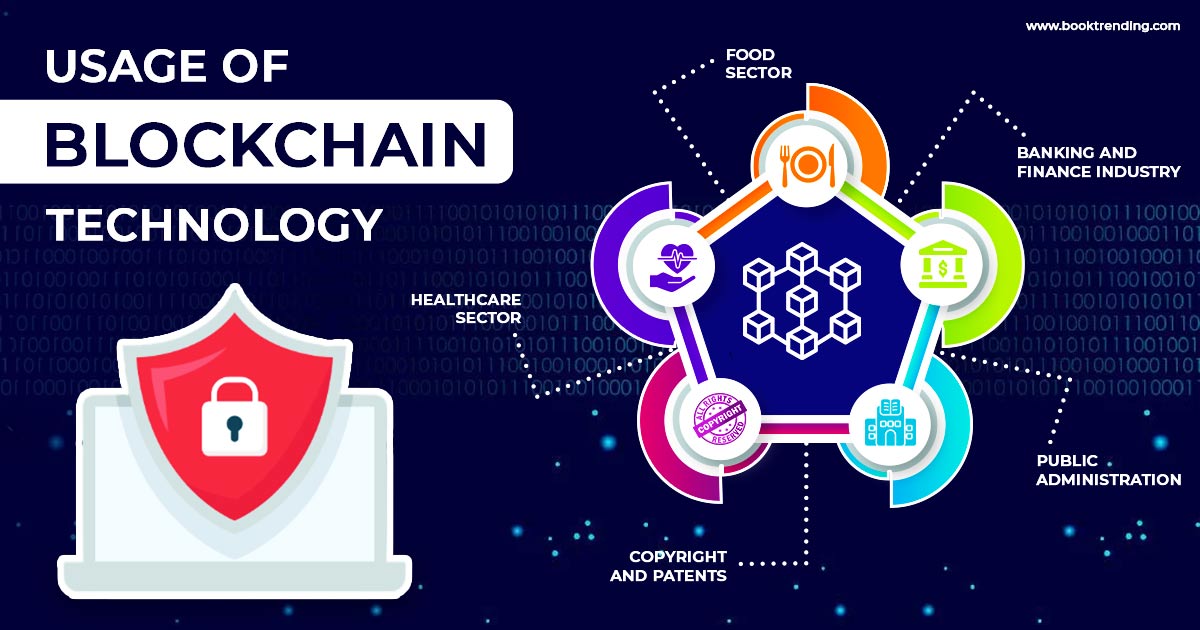 www.booktrending.com
USAGE OF
BLOCKCHAIN
TECHNOLOGY
FOOD
SECTOR
BANKING AND
FINANCE INDUSTRY
HEALTHCARE
SECTOR
$
ALL RIGHTS
COPYRIGHT
RESERVED
PUBLIC
ADMINISTRATION
COPYRIGHT
AND PATENTS